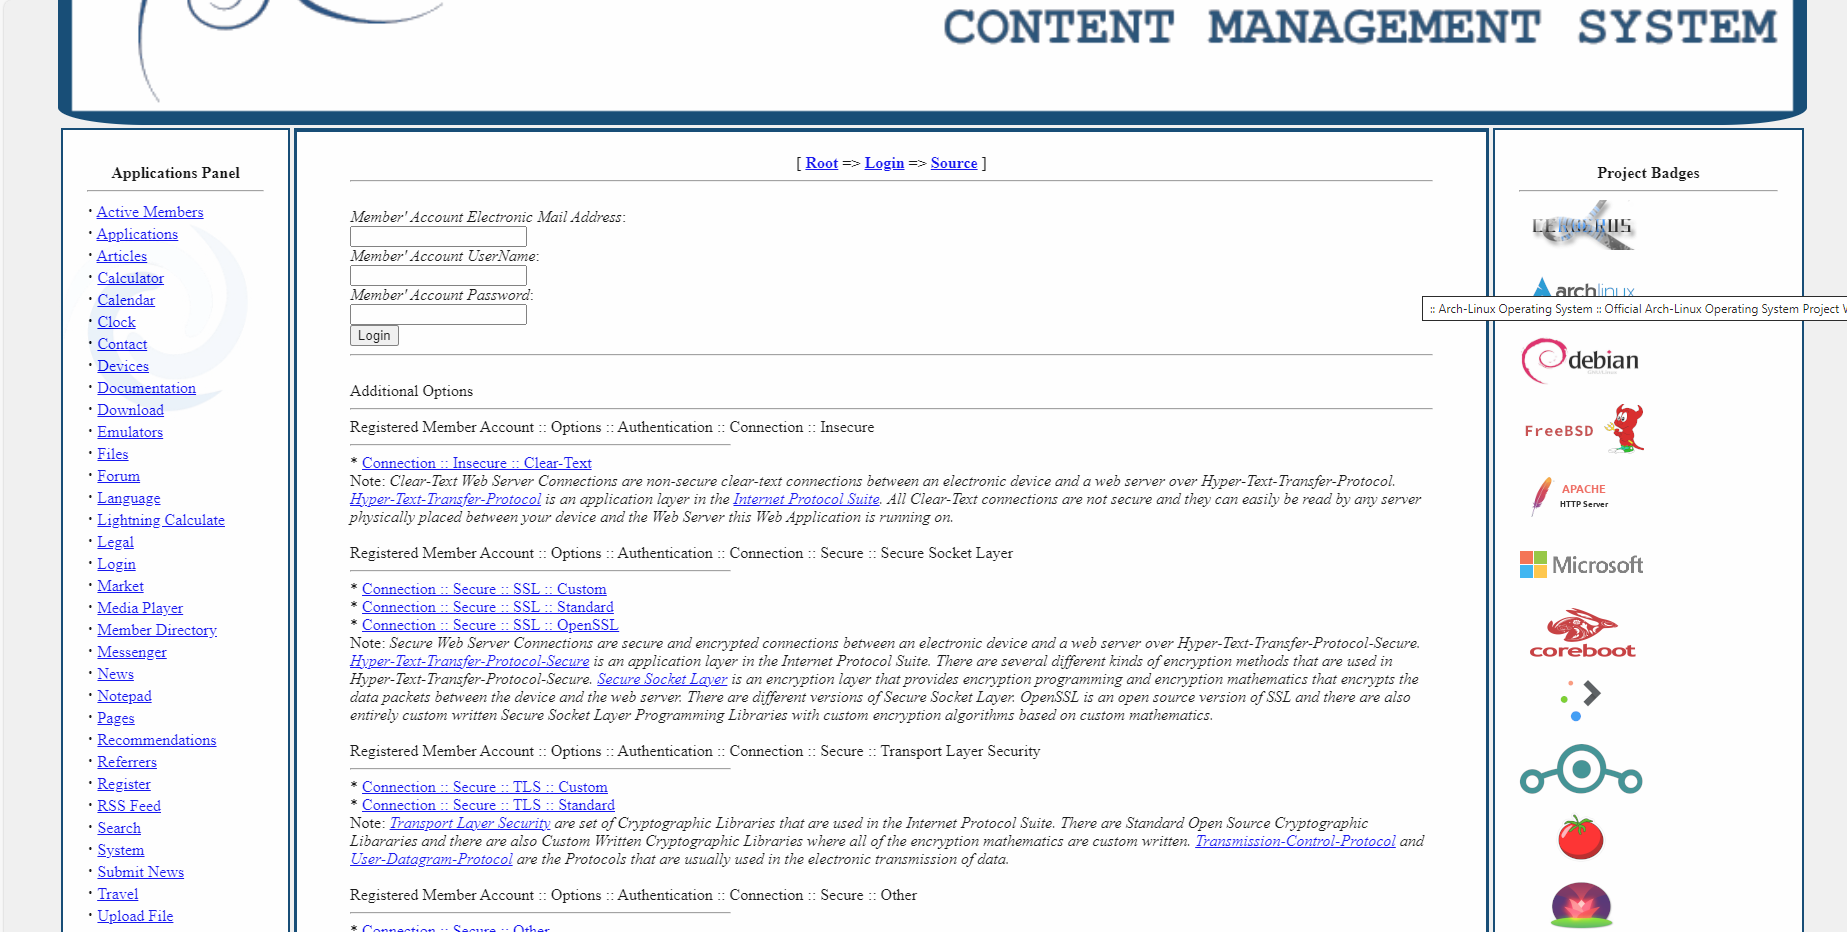 CONTENT MANAGEMENT SYSTEM
Applications Panel
· Active Members
· Applications
· Articles
· Calculator
· Calendar
· Clock
· Contact
· Devices
· Documentation
· Download
· Emulators
· Files
· Forum
· Language
· Lightning Calculate
· Legal
· Login
· Market
· Media Player
· Member Directory
· Messenger
· News
· Notepad
· Pages
· Recommendations
· Referrers
· Register
· RSS Feed
· Search
· System
· Submit News
· Travel
· Upload File
[ Root => Login => Source ]
Member' Account Electronic Mail Address:
Member' Account UserName:
Member' Account Password:
Login
Additional Options
Registered Member Account :: Options :: Authentication :: Connection :: Insecure
* Connection :: Insecure :: Clear-Text
Note: Clear-Text Web Server Connections are non-secure clear-text connections between an electronic device and a web server over Hyper-Text-Transfer-Protocol.
Hyper-Text-Transfer-Protocol is an application layer in the Internet Protocol Suite. All Clear-Text connections are not secure and they can easily be read by any server
physically placed between your device and the Web Server this Web Application is running on.
Registered Member Account :: Options :: Authentication :: Connection :: Secure :: Secure Socket Layer
* Connection :: Secure :: SSL :: Custom
* Connection :: Secure :: SSL :: Standard
* Connection :: Secure :: SSL :: OpenSSL
Note: Secure Web Server Connections are secure and encrypted connections between an electronic device and a web server over Hyper-Text-Transfer-Protocol-Secure.
Hyper-Text-Transfer-Protocol-Secure is an application layer in the Internet Protocol Suite. There are several different kinds of encryption methods that are used in
Hyper-Text-Transfer-Protocol-Secure. Secure Socket Layer is an encryption layer that provides encryption programming and encryption mathematics that encrypts the
data packets between the device and the web server. There are different versions of Secure Socket Layer. OpenSSL is an open source version of SSL and there are also
entirely custom written Secure Socket Layer Programming Libraries with custom encryption algorithms based on custom mathematics.
Registered Member Account :: Options :: Authentication :: Connection :: Secure :: Transport Layer Security
* Connection :: Secure :: TLS :: Custom
* Connection :: Secure :: TLS :: Standard
Note: Transport Layer Security are set of Cryptographic Libraries that are used in the Internet Protocol Suite. There are Standard Open Source Cryptographic
Libararies and there are also Custom Written Cryptographic Libraries where all of the encryption mathematics are custom written. Transmission-Control-Protocol and
User-Datagram-Protocol are the Protocols that are usually used in the electronic transmission of data.
Registered Member Account :: Options :: Authentication :: Connection :: Secure :: Other
* Connection :: Secure :: Other
Project Badges
CERBERUS
archlinux
:: Arch-Linux Operating System :: Official Arch-Linux Operating System Project
debian
FreeBSD
APACHE
HTTP Server
Microsoft
coreboot